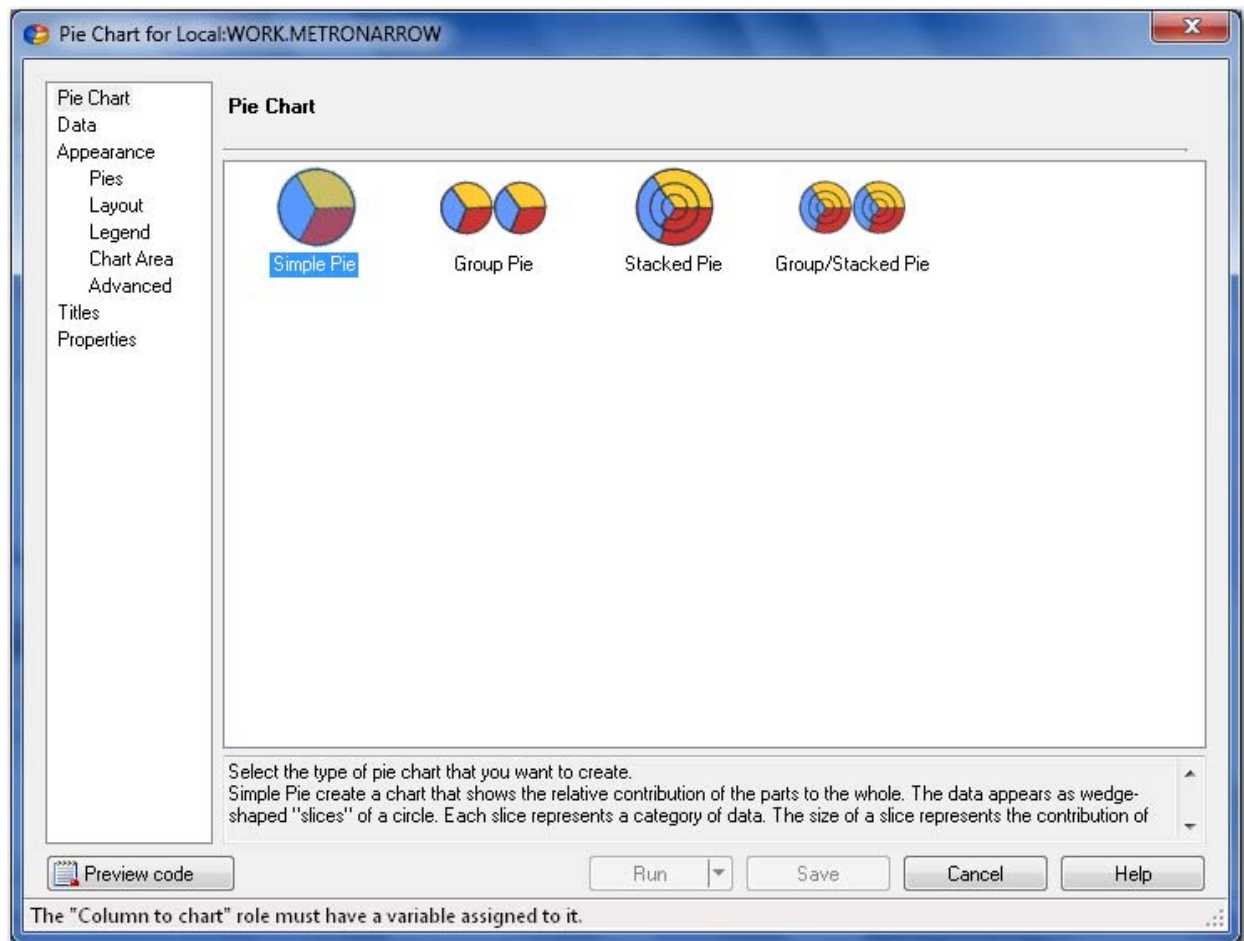 Pie Chart for Local:WORK.METRONARROW
Pie Chart
Data
Appearance
Pies
Layout
Legend
Chart Area
Advanced
Titles
Properties
Pie Chart
Simple Pie
Group Pie
Stacked Pie
Group/Stacked Pie
Select the type of pie chart that you want to create.
Simple Pie create a chart that shows the relative contribution of the parts to the whole. The data appears as wedge-
shaped "slices" of a circle. Each slice represents a category of data. The size of a slice represents the contribution of
Preview code
Run
Save
Cancel
Help
The "Column to chart" role must have a variable assigned to it.